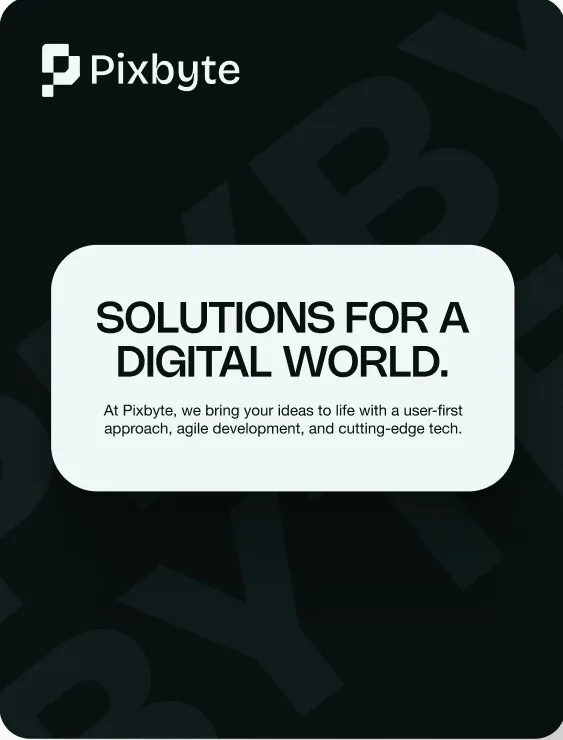 Pixbyte
SOLUTIONS FOR A
DIGITAL WORLD.
At Pixbyte, we bring your ideas to life with a user-first
approach, agile development, and cutting-edge tech.